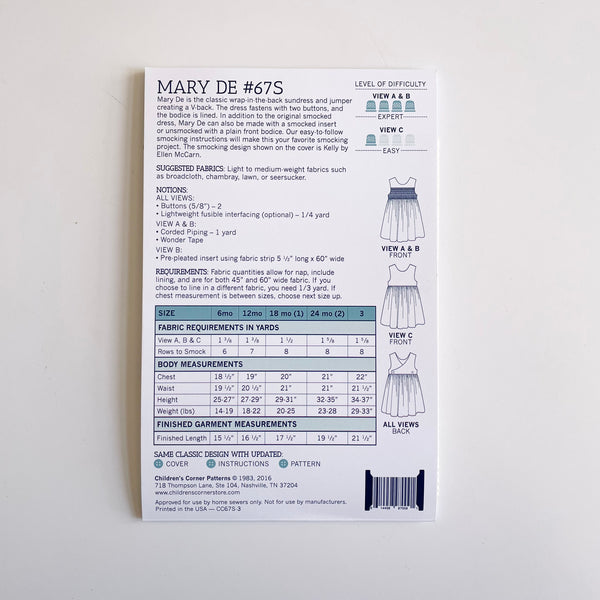 MARY DE #67S
Mary De is the classic wrap-in-the-back sundress and jumper
creating a V-back. The dress fastens with two buttons, and
the bodice is lined. In addition to the original smocked
dress, Mary De can also be made with a smocked insert
or unsmocked with a plain front bodice. Our easy-to-follow
smocking instructions will make this your favorite smocking
project. The smocking design shown on the cover is Kelly by
Ellen McCarn.
SUGGESTED FABRICS: Light to medium-weight fabrics such
as broadcloth, chambray, lawn, or seersucker.
NOTIONS:
ALL VIEWS:
• Buttons (5/8") – 2
• Lightweight fusible interfacing (optional) – 1/4 yard
VIEW A & B:
• Corded Piping – 1 yard
• Wonder Tape
VIEW B:
• Pre-pleated insert using fabric strip 5 ½" long x 60" wide
REQUIREMENTS: Fabric quantities allow for nap, include
lining, and are for both 45" and 60" wide fabric. If you
choose to line in a different fabric, you need 1/3 yard. If
chest measurement is between sizes, choose next size up.
SIZE 6mo 12mo 18 mo (1) 24 mo (2) 3
FABRIC REQUIREMENTS IN YARDS
View A, B & C 1 3/8 1 3/8 1 1/2 1 5/8 1 5/8
Rows to Smock 6 7 8 8 8
BODY MEASUREMENTS
Chest 18 ½" 19" 20" 21" 22"
Waist 19 ½" 20 ½" 21" 21" 21 ½"
Height 25-27" 27-29" 29-31" 32-35" 34-37"
Weight (lbs) 14-19 18-22 20-25 23-28 29-33"
FINISHED GARMENT MEASUREMENTS
Finished Length 15 ½" 16 ½" 17 ½" 19 ½" 21 ½"
SAME CLASSIC DESIGN WITH UPDATED:
COVER INSTRUCTIONS PATTERN
Children's Corner Patterns © 1983, 2016
718 Thompson Lane, Ste 104, Nashville, TN 37204
www.childrenscornerstore.com
Approved for use by home sewers only. Not for use by manufacturers.
Printed in the USA — CC67S-3
LEVEL OF DIFFICULTY
VIEW A & B
EXPERT
VIEW C
EASY
VIEW A & B
FRONT
VIEW C
FRONT
ALL VIEWS
BACK